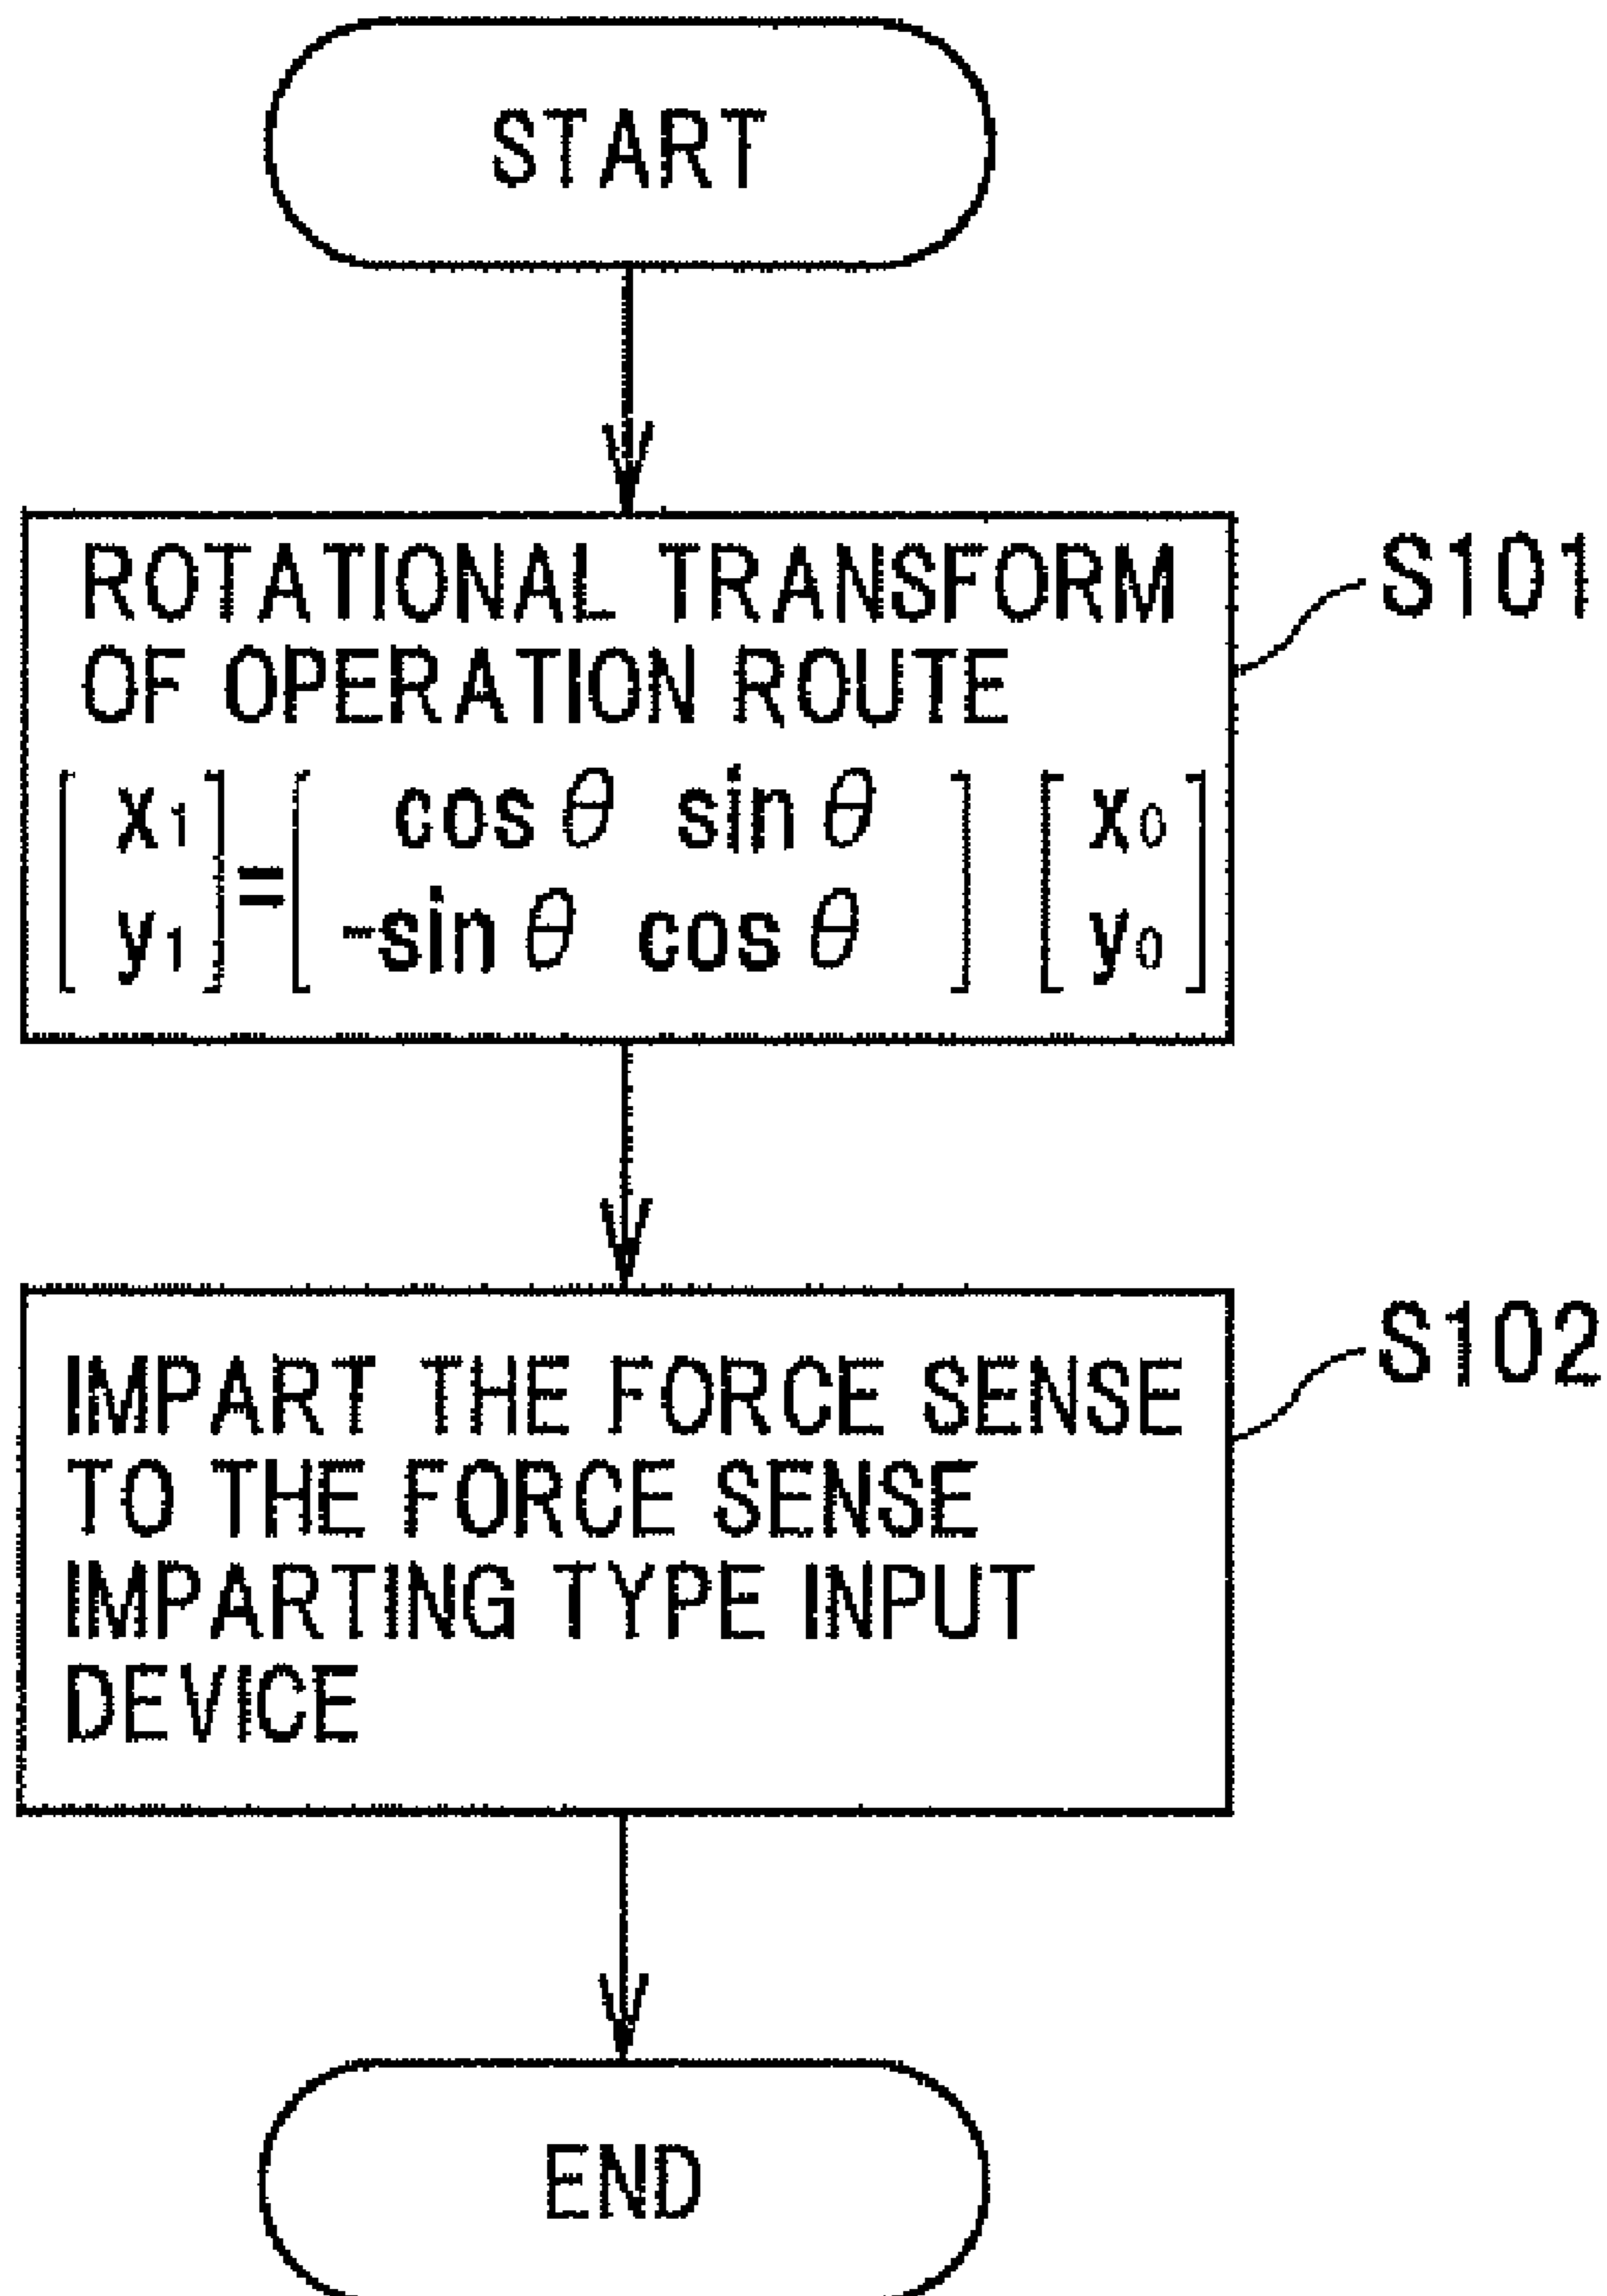 START
ROTATIONAL TRANSFORM
S101
OF OPERATION ROUTE
[x₁] = [cos θ sin θ] [x₀]
[y₁] [-sin θ cos θ] [y₀]
IMPART THE FORCE SENSE
S102
TO THE FORCE SENSE
IMPARTING TYPE INPUT
DEVICE
END